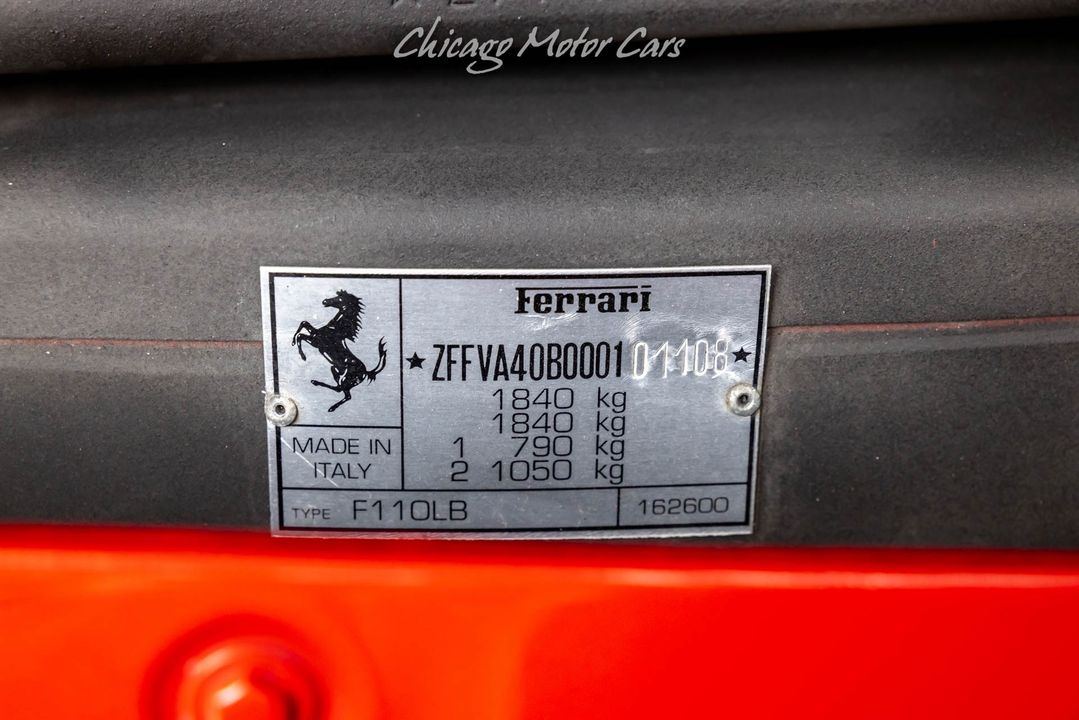 Chicago Motor Cars
Ferrari
★ZFFVA40B000101108★
1840 kg
1840 kg
1 790 kg
2 1050 kg
MADE IN
ITALY
TYPE F110LB
162600